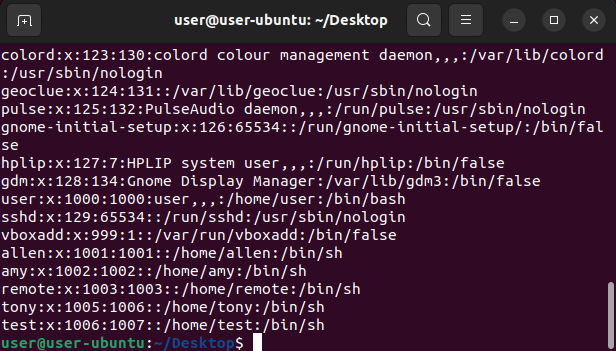 user@user-ubuntu: ~/Desktop
colord:x:123:130:colord colour management daemon,,,:/var/lib/colord
:/usr/sbin/nologin
geoclue:x:124:131::/var/lib/geoclue:/usr/sbin/nologin
pulse:x:125:132:PulseAudio daemon,,,:/run/pulse:/usr/sbin/nologin
gnome-initial-setup:x:126:65534::/run/gnome-initial-setup/:/bin/fal
se
hplip:x:127:7:HPLIP system user,,,:/run/hplip:/bin/false
gdm:x:128:134:Gnome Display Manager:/var/lib/gdm3:/bin/false
user:x:1000:1000:user,,,:/home/user:/bin/bash
sshd:x:129:65534::/run/sshd:/usr/sbin/nologin
vboxadd:x:999:1::/var/run/vboxadd:/bin/false
allen:x:1001:1001::/home/allen:/bin/sh
amy:x:1002:1002::/home/amy:/bin/sh
remote:x:1003:1003::/home/remote:/bin/sh
tony:x:1005:1006::/home/tony:/bin/sh
test:x:1006:1007::/home/test:/bin/sh
user@user-ubuntu:~/Desktop$